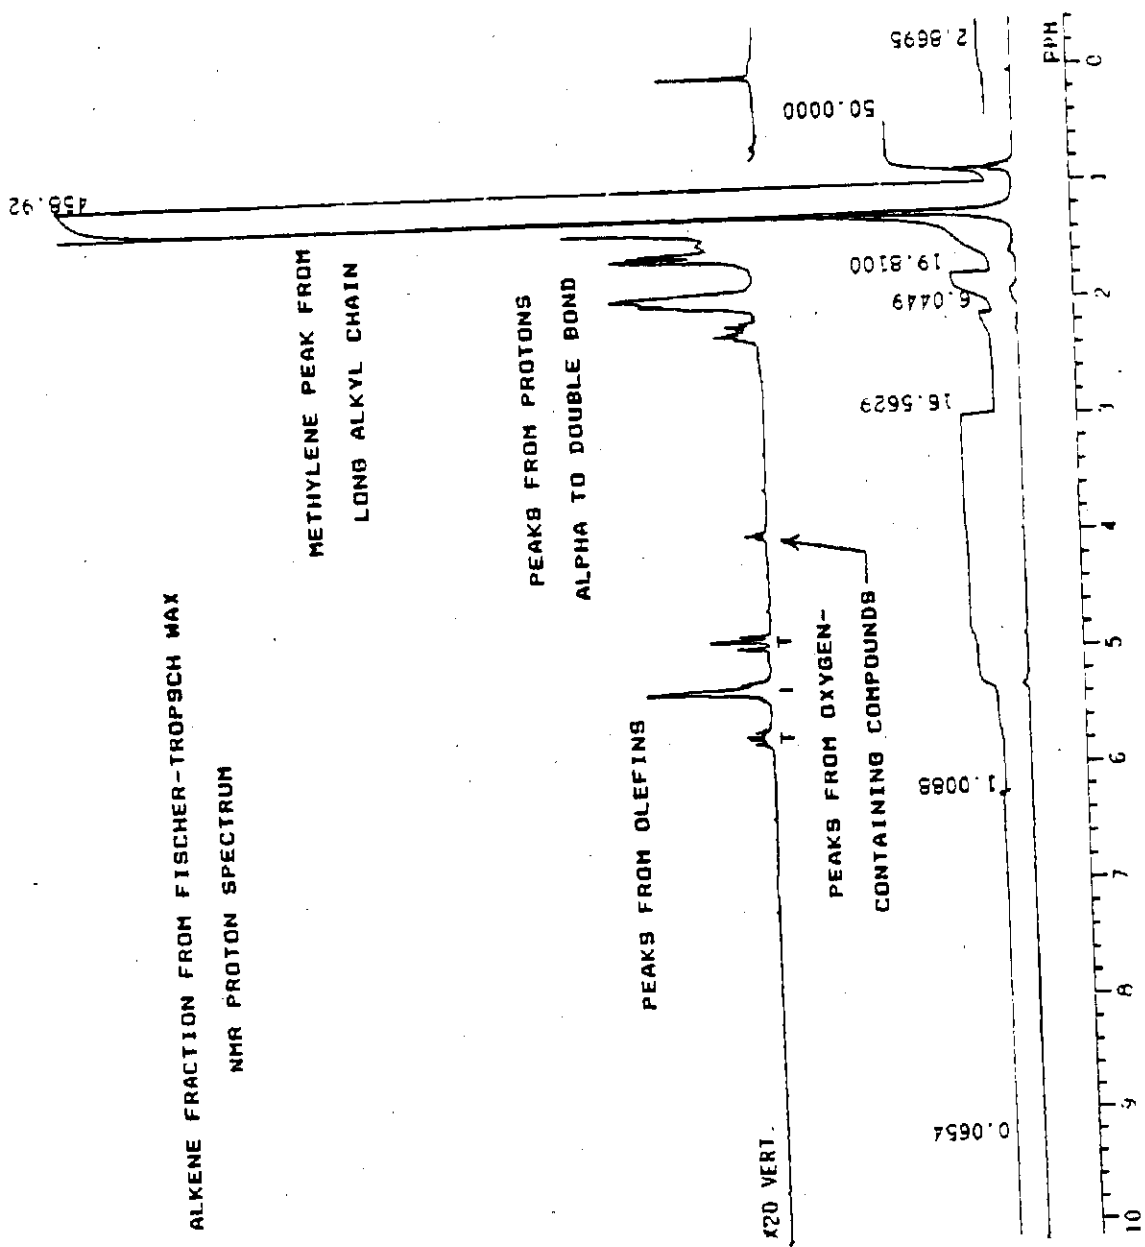 ALKENE FRACTION FROM FISCHER-TROPSCH WAX
NMR PROTON SPECTRUM
METHYLENE PEAK FROM
LONG ALKYL CHAIN
PEAKS FROM PROTONS
ALPHA TO DOUBLE BOND
PEAKS FROM OLEFINS
PEAKS FROM OXYGEN-
CONTAINING COMPOUNDS
X20 VERT.
T
I
T
0.0654
1.0088
16.5629
6.0449
19.8100
458.92
50.0000
2.8695
10
9
8
7
6
5
4
3
2
1
0
PPM